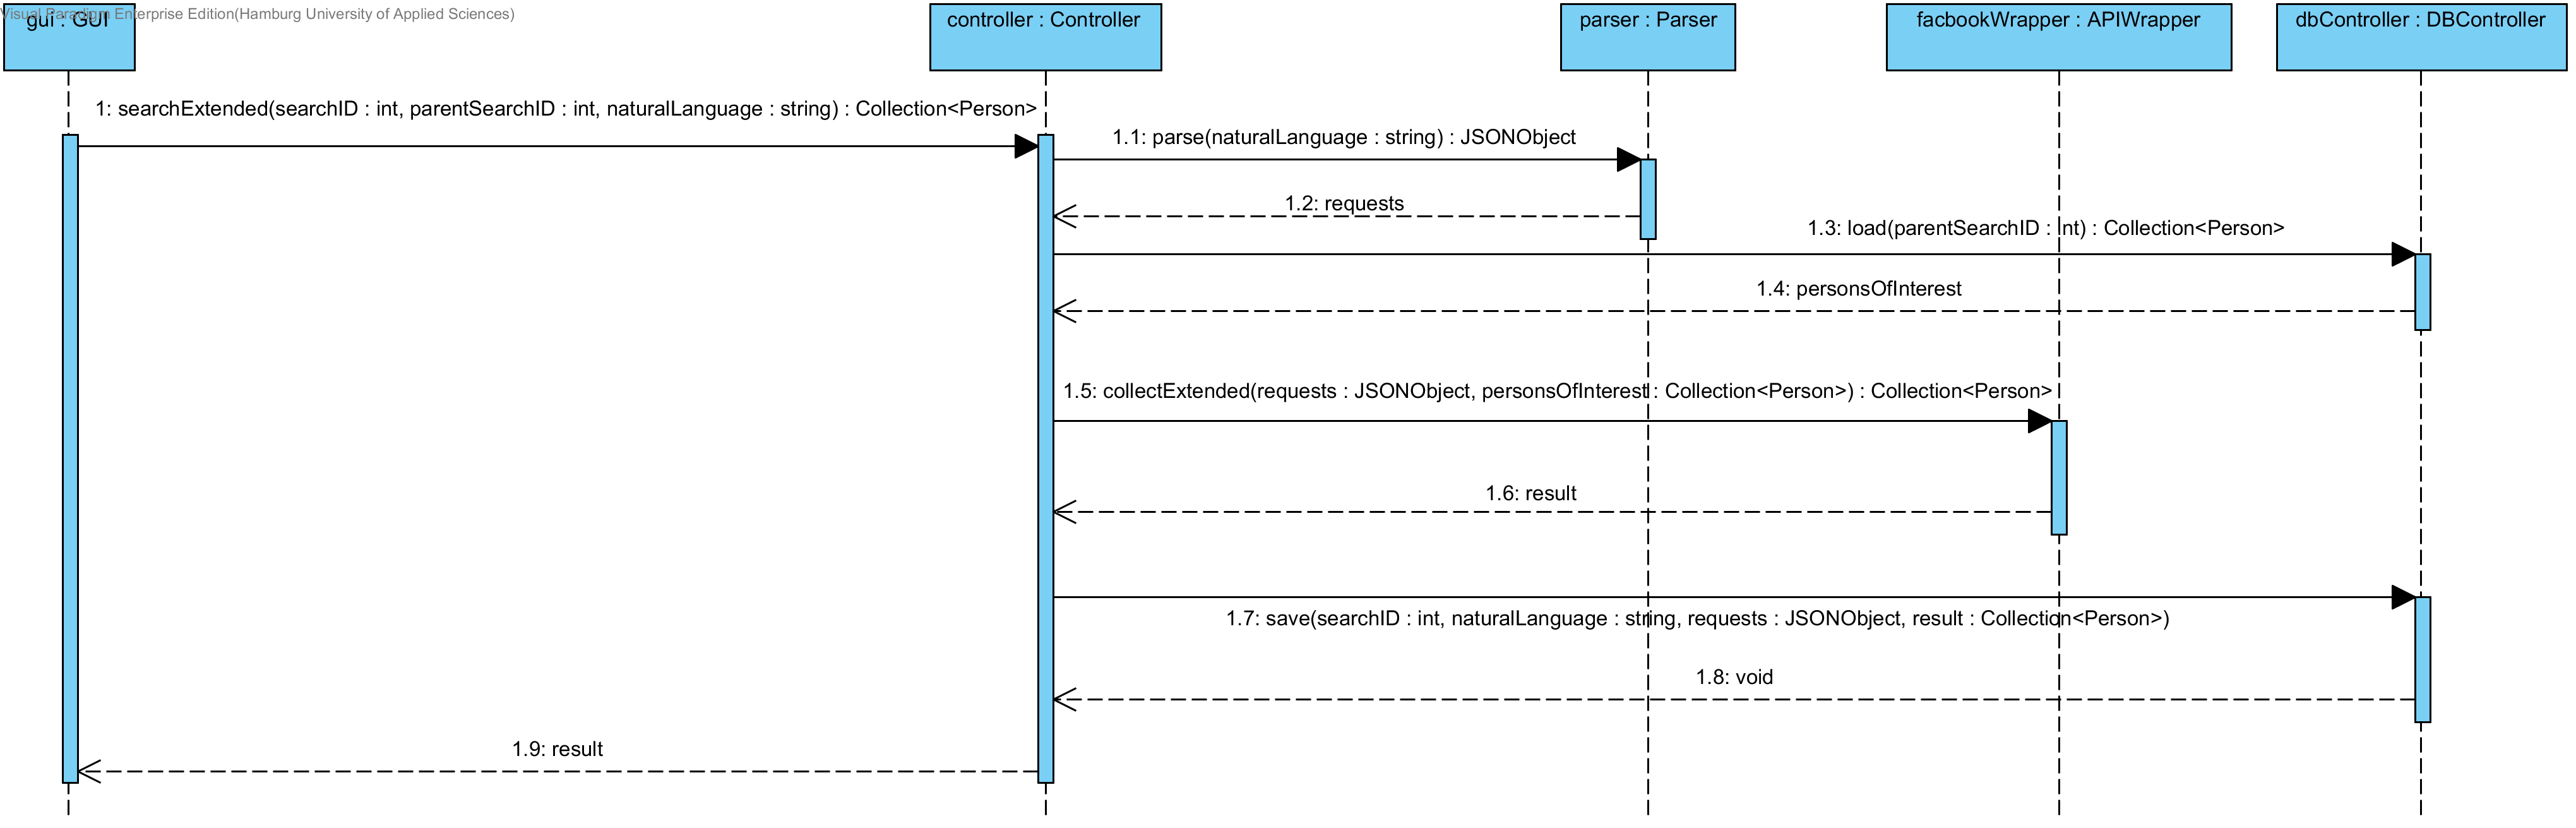 Visual Paradigm Enterprise Edition(Hamburg University of Applied Sciences)
gui : GUI
controller : Controller
parser : Parser
facbookWrapper : APIWrapper
dbController : DBController
1: searchExtended(searchID : int, parentSearchID : int, naturalLanguage : string) : Collection<Person>
1.1: parse(naturalLanguage : string) : JSONObject
1.2: requests
1.3: load(parentSearchID : int) : Collection<Person>
1.4: personsOfInterest
1.5: collectExtended(requests : JSONObject, personsOfInterest : Collection<Person>) : Collection<Person>
1.6: result
1.7: save(searchID : int, naturalLanguage : string, requests : JSONObject, result : Collection<Person>)
1.8: void
1.9: result